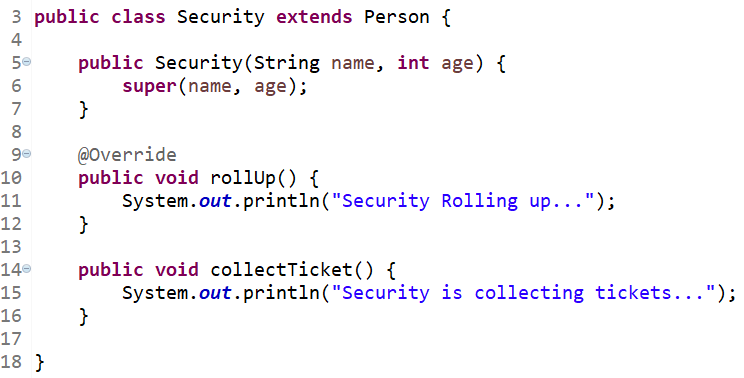 3 public class Security extends Person {
4
5 public Security(String name, int age) {
6 super(name, age);
7 }
8
9 @Override
10 public void rollUp() {
11 System.out.println("Security Rolling up...");
12 }
13
14 public void collectTicket() {
15 System.out.println("Security is collecting tickets...");
16 }
17
18 }